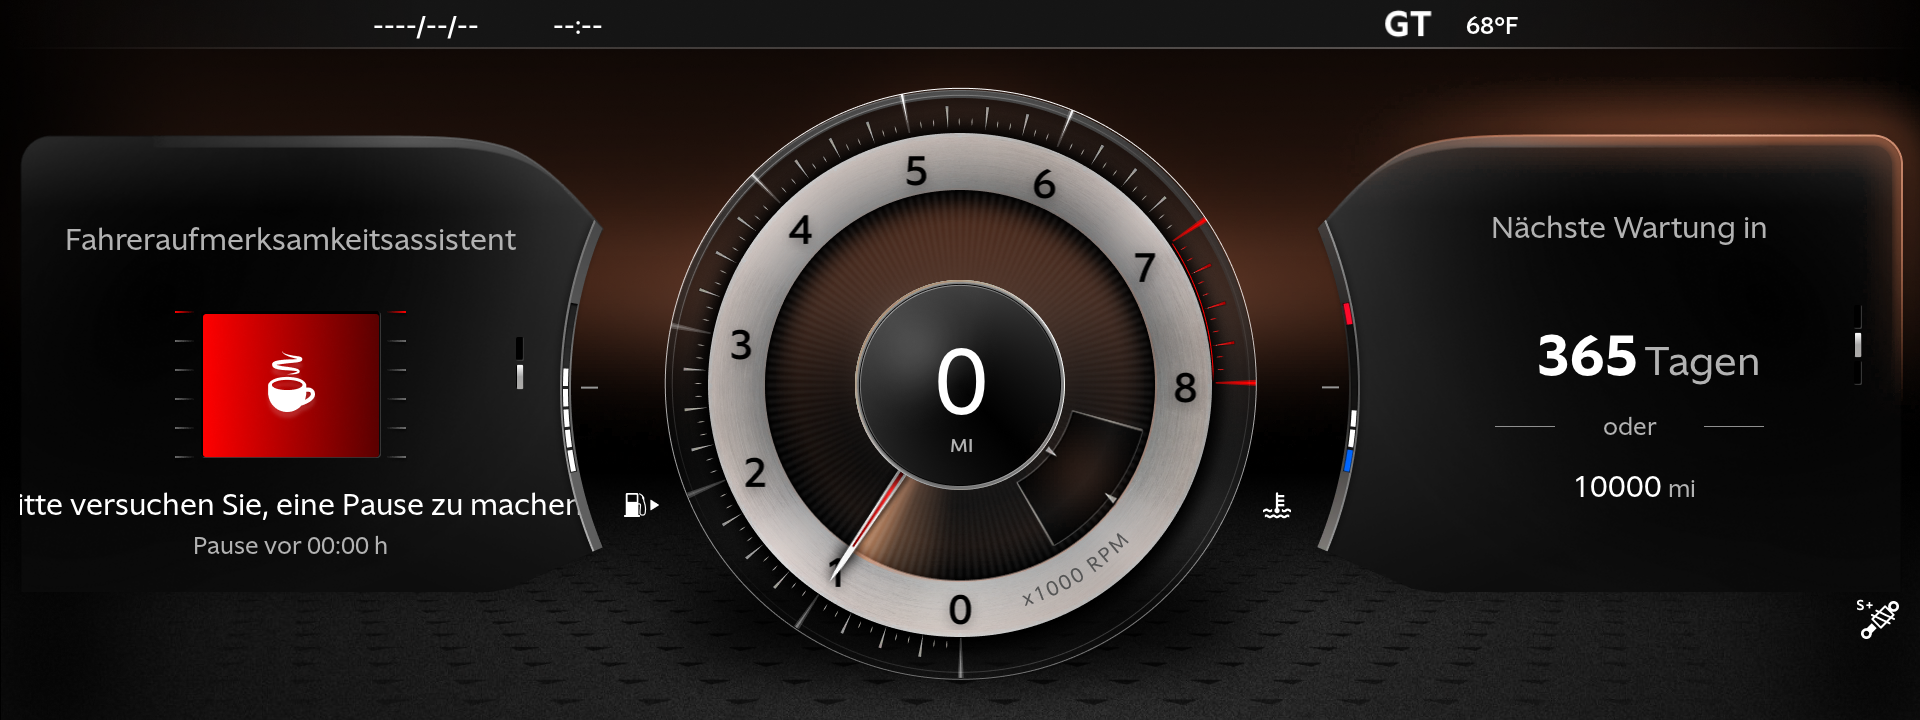 ----/--/-- --:-- GT 68°F
Fahreraufmerksamkeitsassistent
itte versuchen Sie, eine Pause zu machen
Pause vor 00:00 h
0
1
2
3
4
5
6
7
8
x1000 RPM
0
MI
Nächste Wartung in
365 Tagen
oder
10000 mi
S+